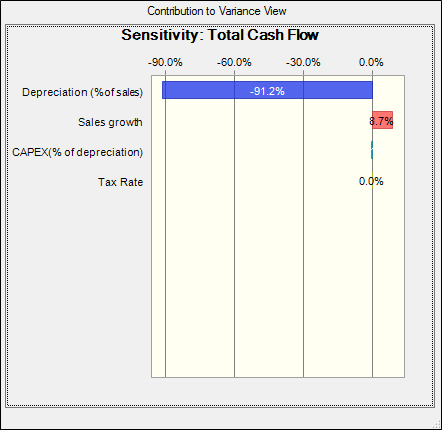 Contribution to Variance View
Sensitivity: Total Cash Flow
-90.0% -60.0% -30.0% 0.0%
Depreciation (%of sales) -91.2%
Sales growth 8.7%
CAPEX(% of depreciation)
Tax Rate 0.0%